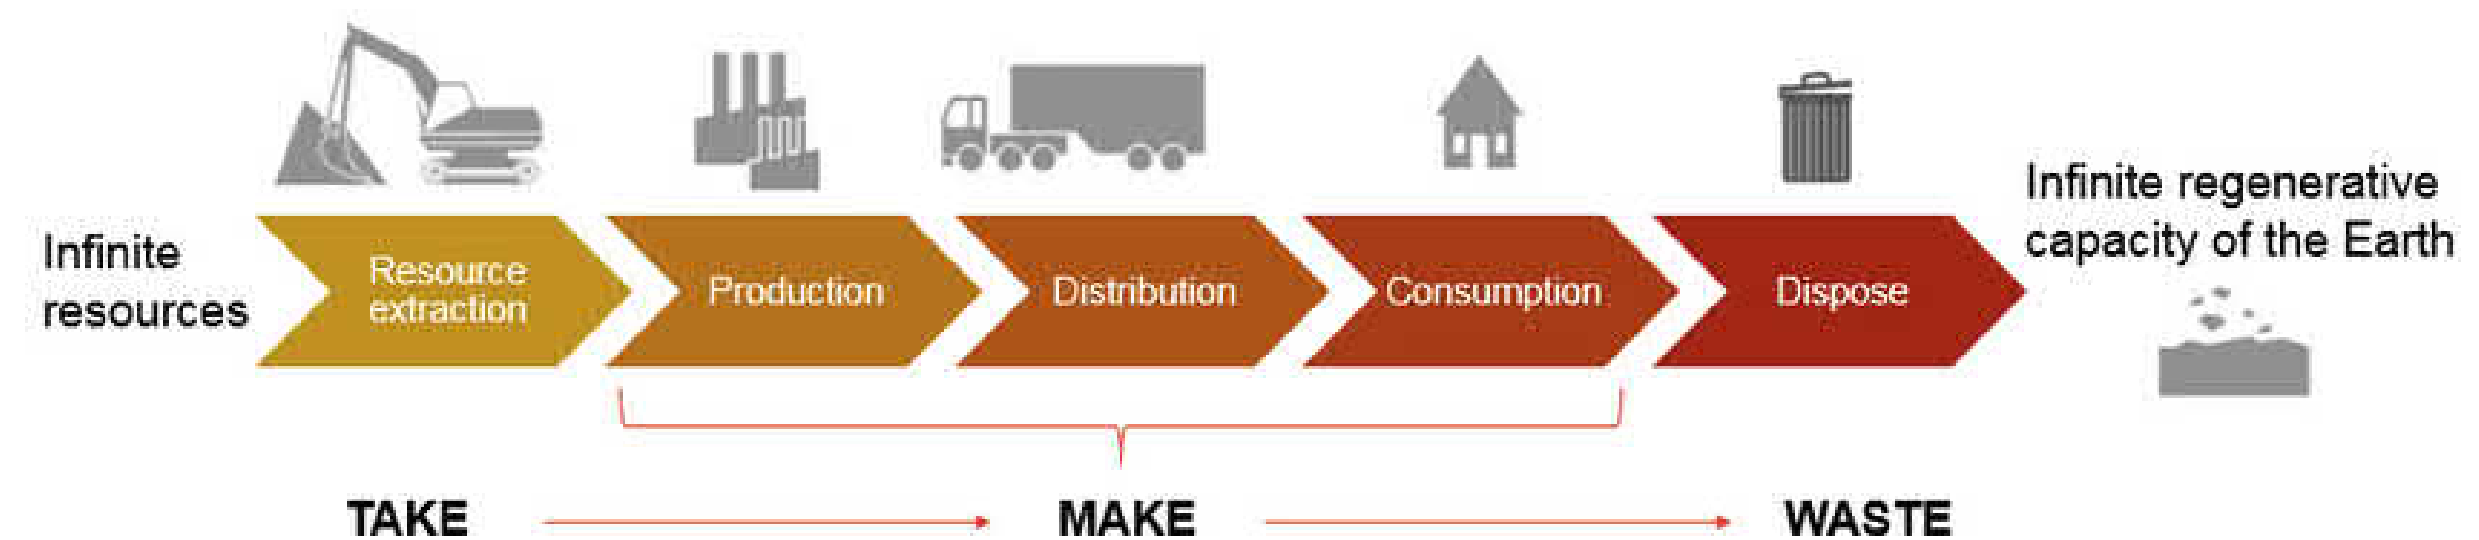 Infinite
resources
Resource
extraction
Production
Distribution
Consumption
Dispose
Infinite regenerative
capacity of the Earth
TAKE
MAKE
WASTE